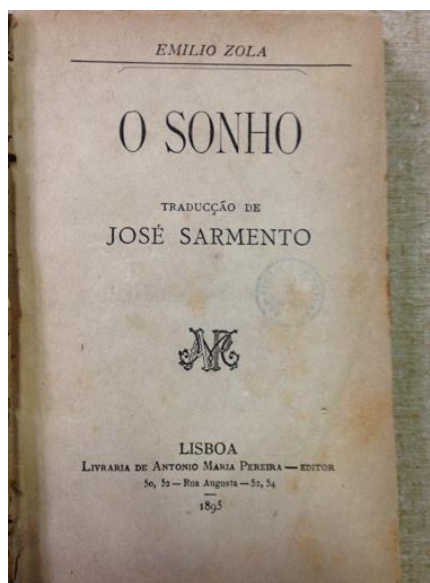 EMILIO ZOLA
O SONHO
TRADUCÇÃO DE
JOSÉ SARMENTO
LISBOA
LIVRARIA DE ANTONIO MARIA PEREIRA — EDITOR
50, 52 — RUA AUGUSTA — 52, 54
1895